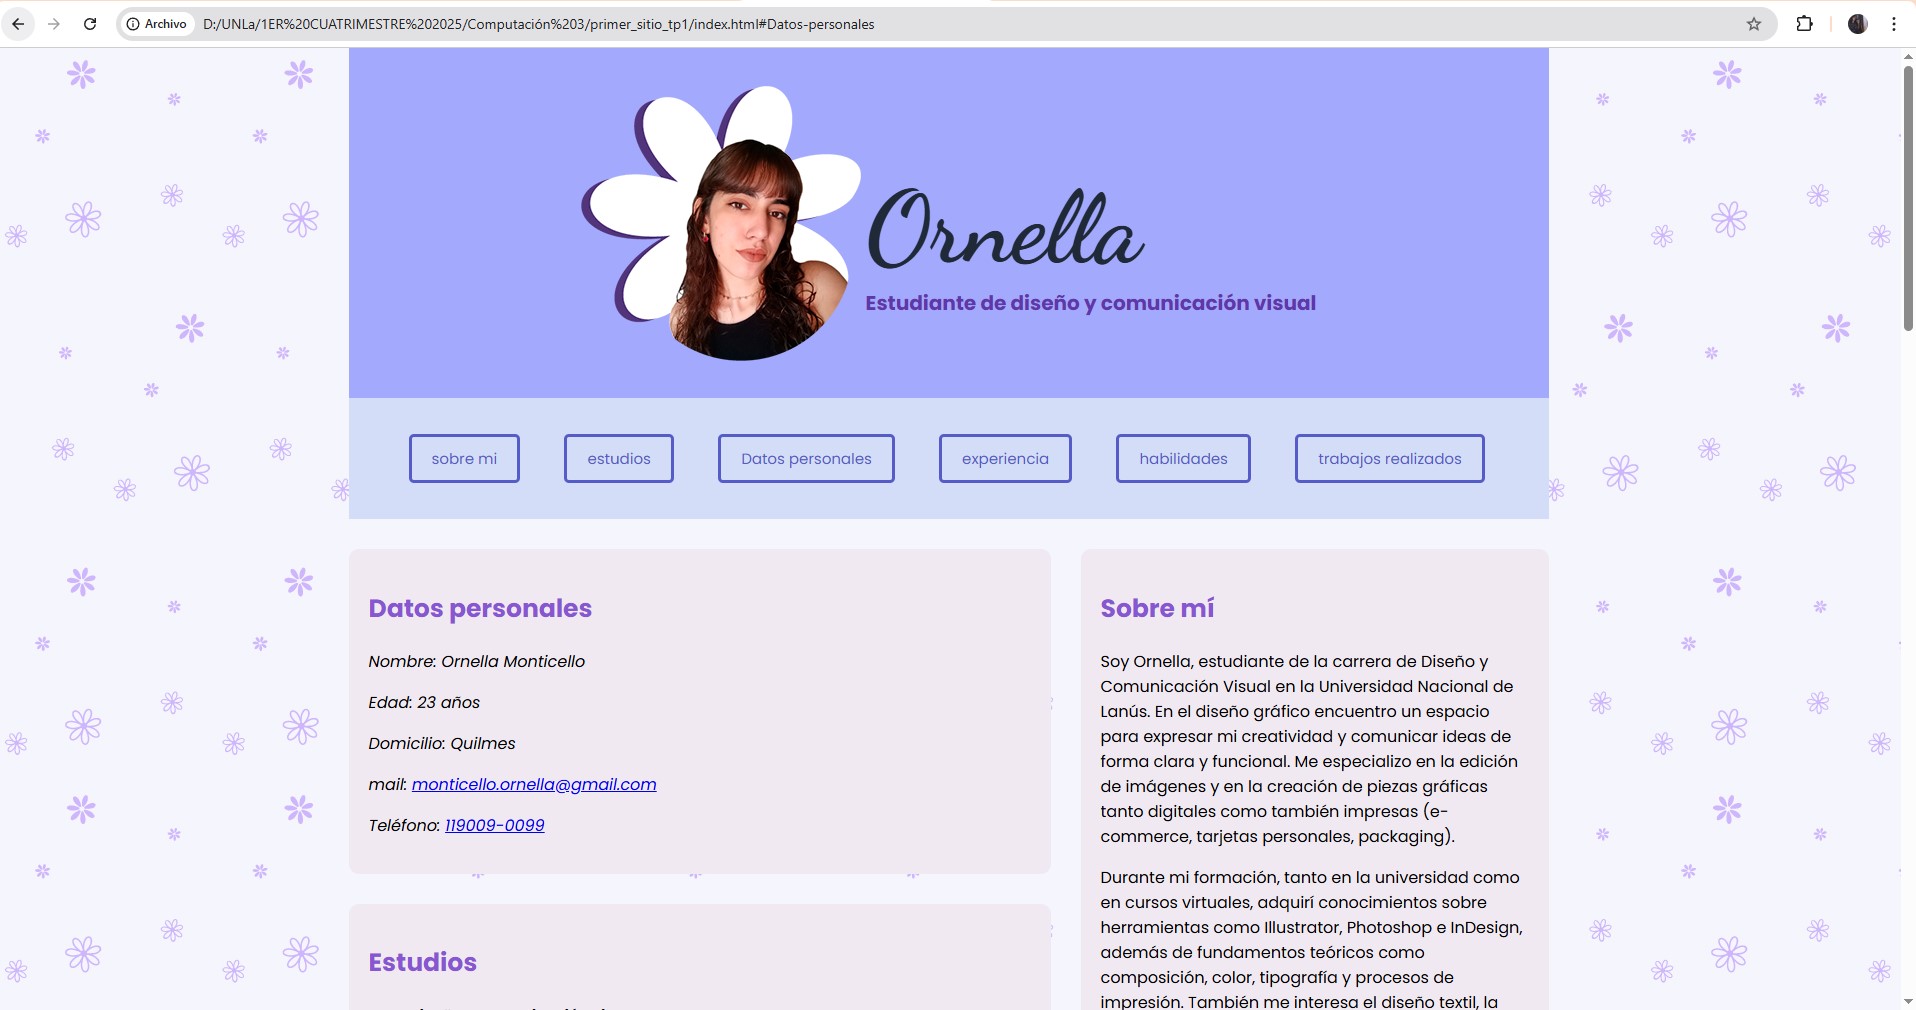 Archivo
D:/UNLa/1ER%20CUATRIMESTRE%202025/Computación%203/primer_sitio_tp1/index.html#Datos-personales
Ornella
Estudiante de diseño y comunicación visual
sobre mi
estudios
Datos personales
experiencia
habilidades
trabajos realizados
Datos personales
Nombre: Ornella Monticello
Edad: 23 años
Domicilio: Quilmes
mail: monticello.ornella@gmail.com
Teléfono: 119009-0099
Estudios
Sobre mí
Soy Ornella, estudiante de la carrera de Diseño y
Comunicación Visual en la Universidad Nacional de
Lanús. En el diseño gráfico encuentro un espacio
para expresar mi creatividad y comunicar ideas de
forma clara y funcional. Me especializo en la edición
de imágenes y en la creación de piezas gráficas
tanto digitales como también impresas (e-
commerce, tarjetas personales, packaging).
Durante mi formación, tanto en la universidad como
en cursos virtuales, adquirí conocimientos sobre
herramientas como Illustrator, Photoshop e InDesign,
además de fundamentos teóricos como
composición, color, tipografía y procesos de
impresión. También me interesa el diseño textil, la